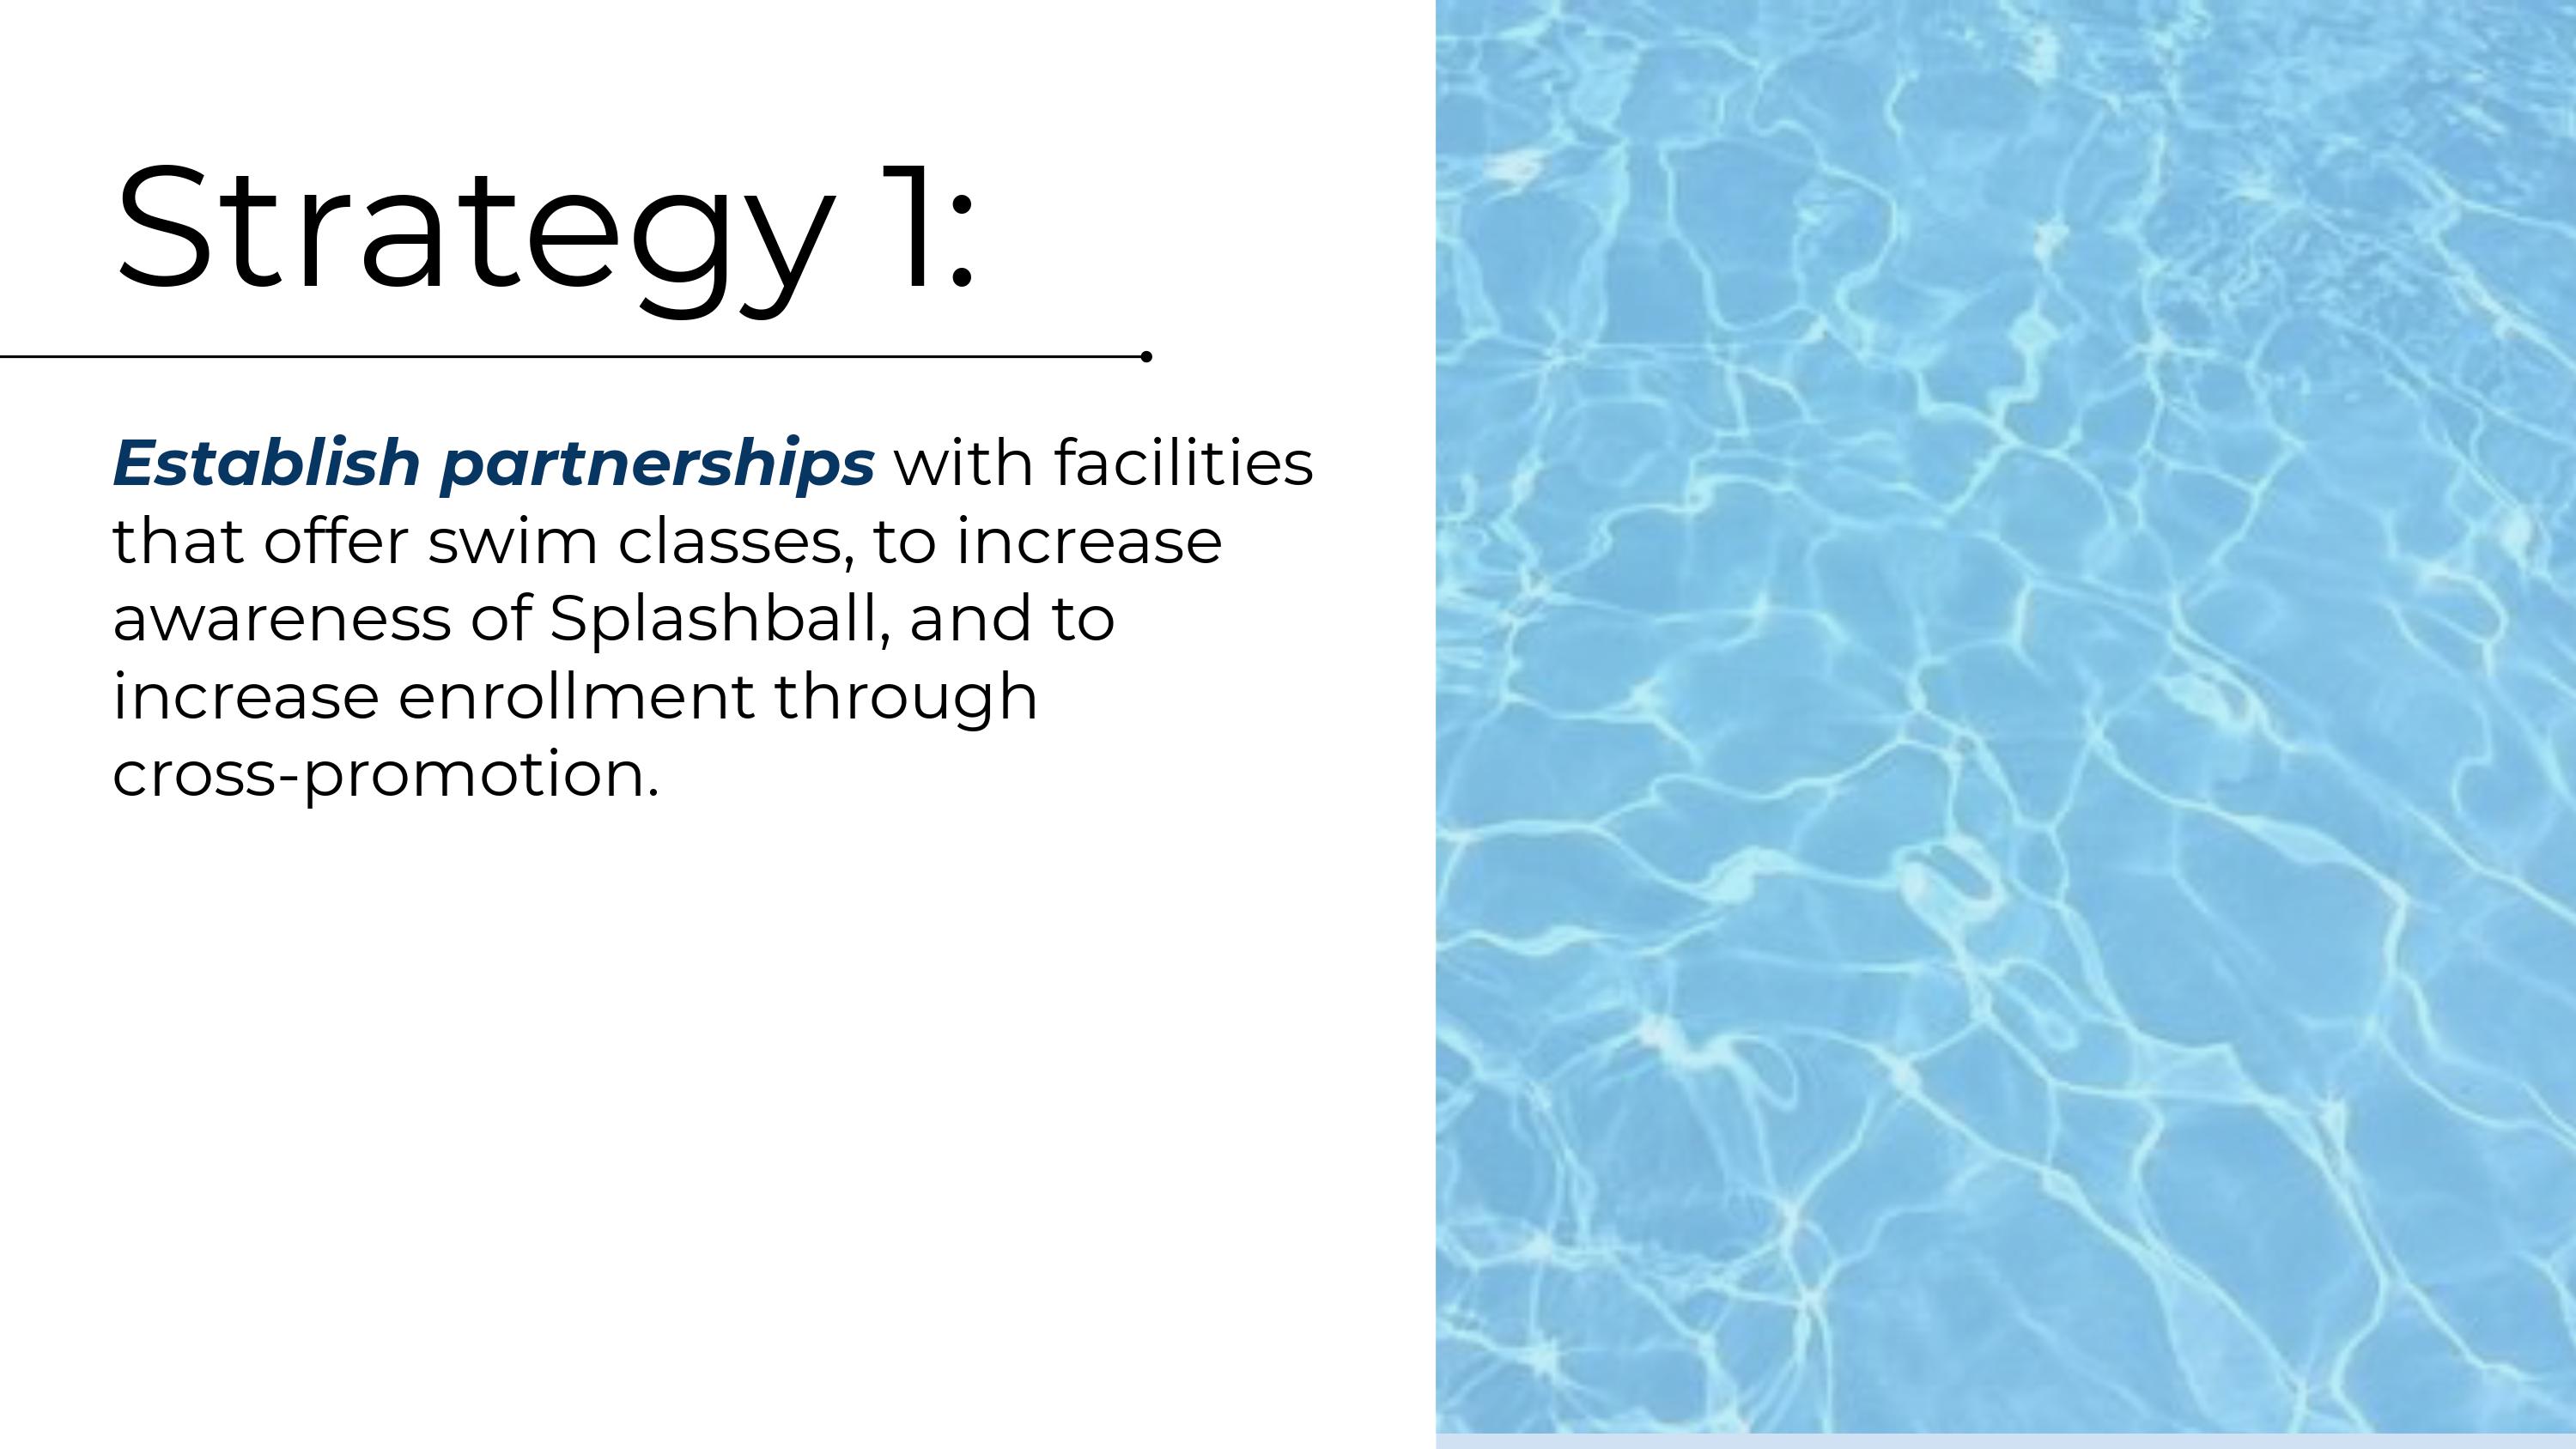 Strategy 1:
Establish partnerships with facilities
that offer swim classes, to increase
awareness of Splashball, and to
increase enrollment through
cross-promotion.